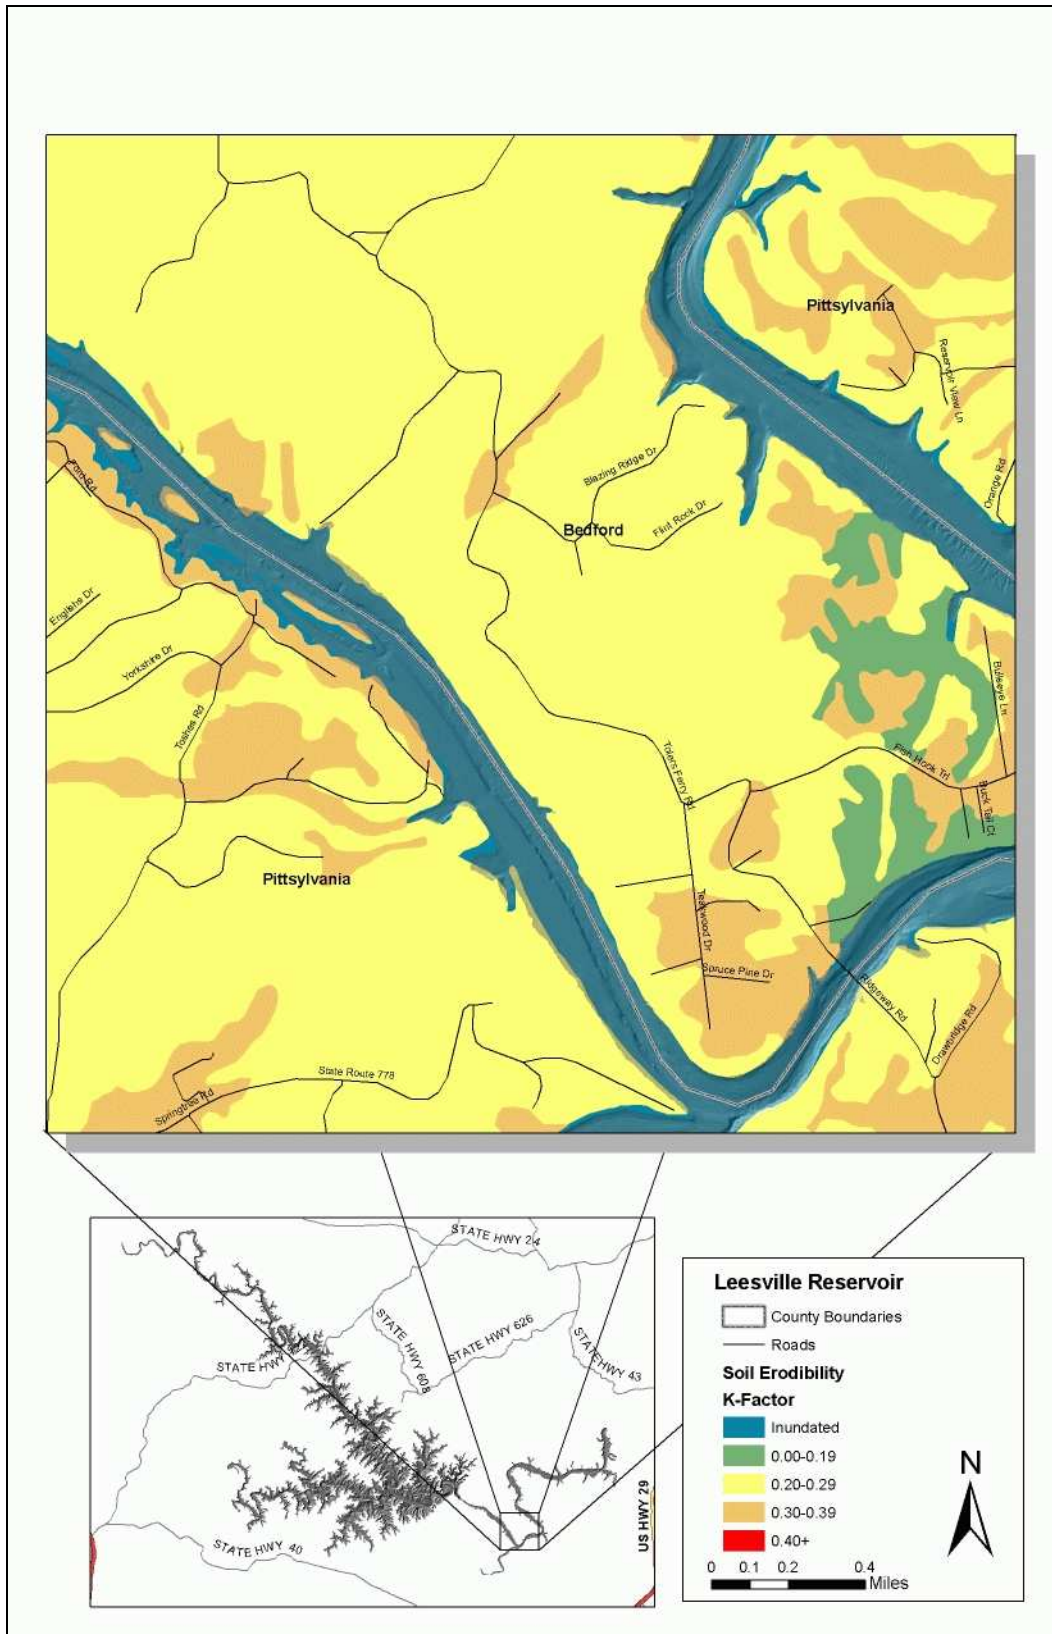 Pittsylvania
Reservoir View Ln
Orange Rd
Blazing Ridge Dr
Flint Rock Dr
Bedford
Toni Rd
Englishe Dr
Yorkshire Dr
Toshes Rd
Bullseye Ln
Fish Hook Trl
Buck Tail Ct
Tolers Ferry Rd
Pittsylvania
Teakwood Dr
Spruce Pine Dr
Ridgeway Rd
Drawbridge Rd
State Route 778
Springtree Rd
STATE HWY 24
STATE HWY 626
STATE HWY 608
STATE HWY 43
STATE HWY
STATE HWY 40
US HWY 29
Leesville Reservoir
County Boundaries
Roads
Soil Erodibility
K-Factor
Inundated
0.00-0.19
0.20-0.29
0.30-0.39
0.40+
N
0 0.1 0.2 0.4
Miles